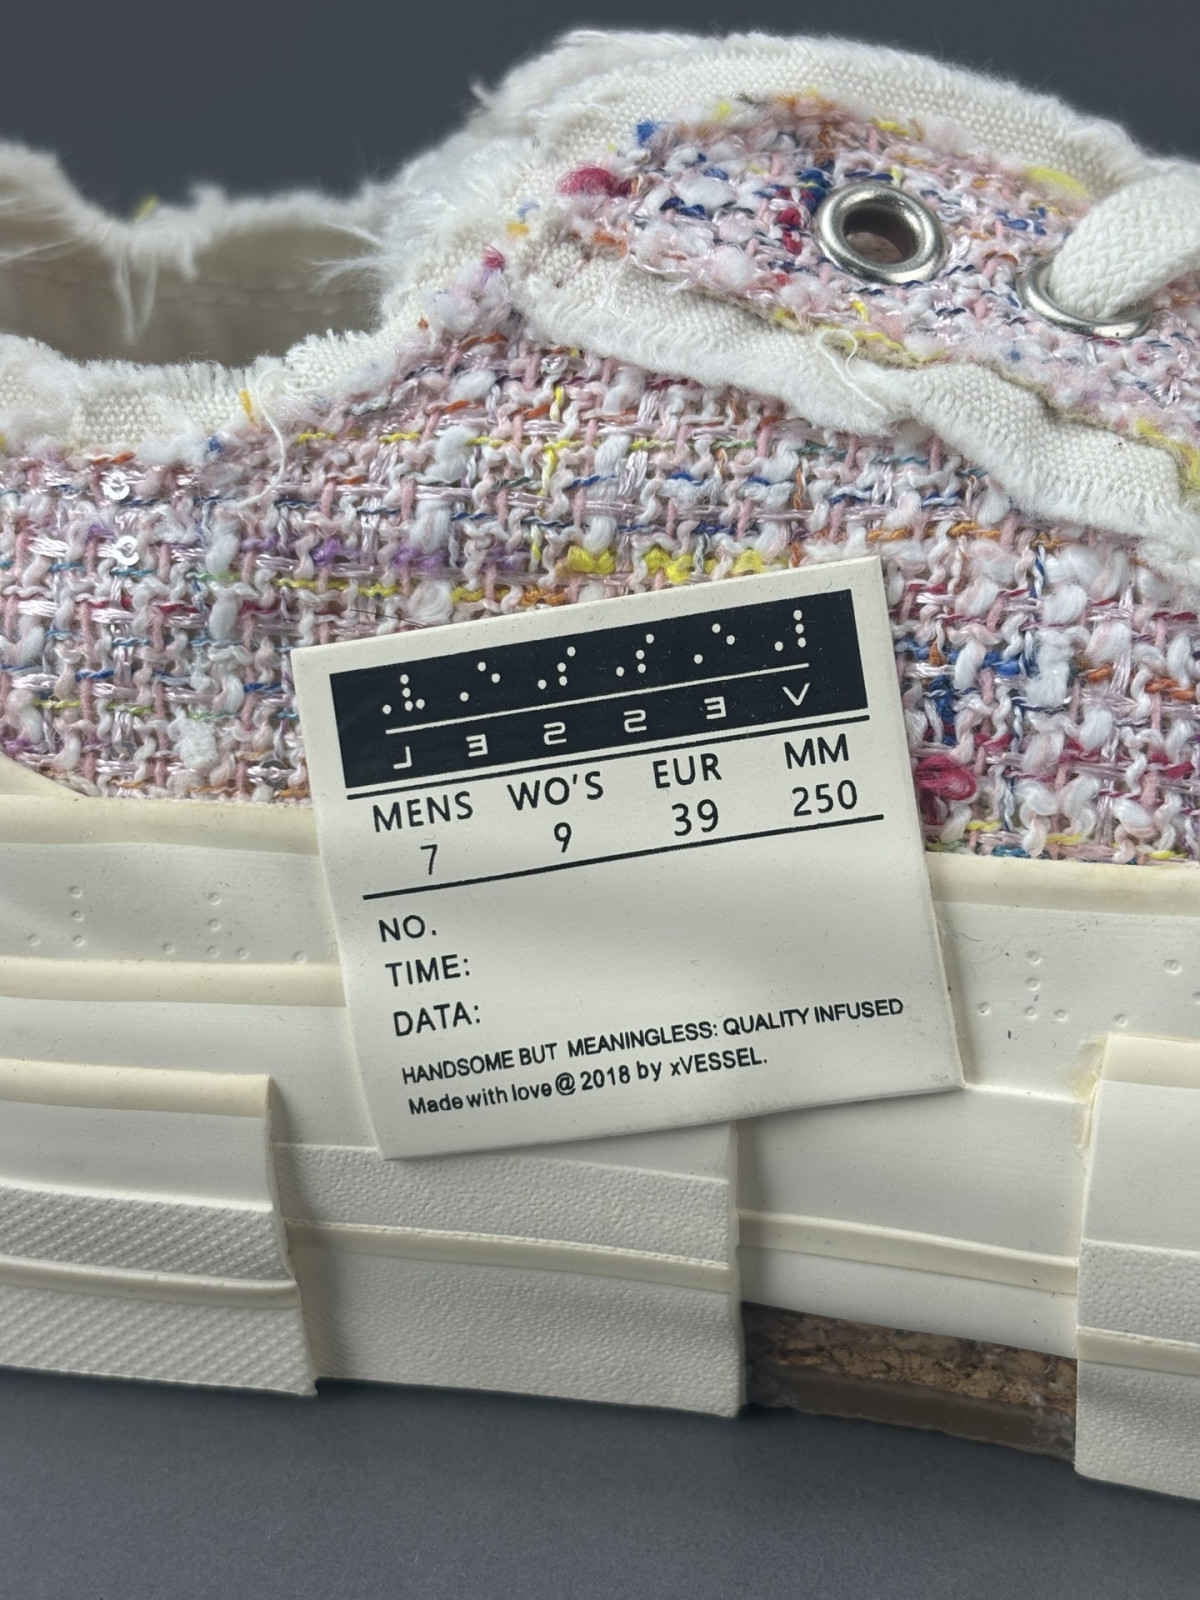 VESSEL
MENS WO'S EUR MM
7 9 39 250
NO.
TIME:
DATA:
HANDSOME BUT MEANINGLESS: QUALITY INFUSED
Made with love@2018 by xVESSEL.